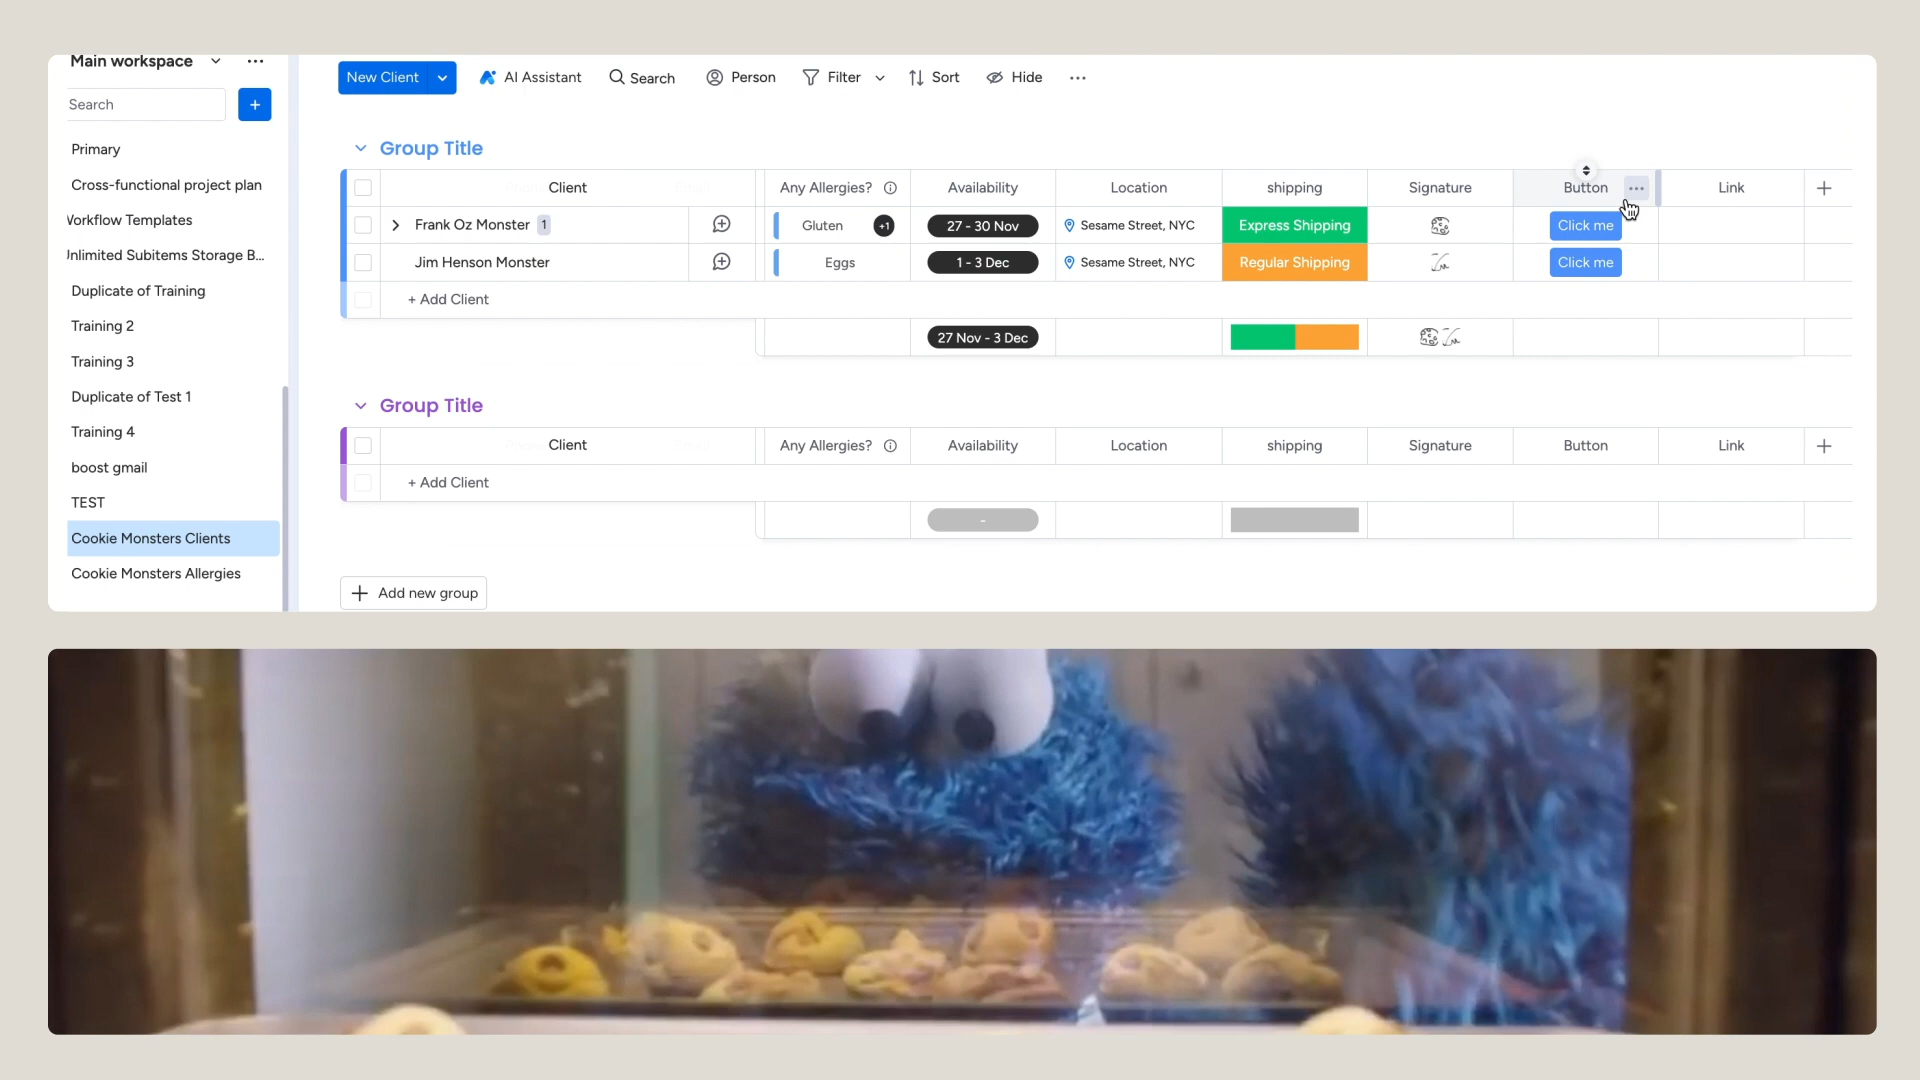 Main workspace
New Client
AI Assistant
Search
Person
Filter
Sort
Hide
Search
Primary
Cross-functional project plan
Workflow Templates
Unlimited Subitems Storage B...
Duplicate of Training
Training 2
Training 3
Duplicate of Test 1
Training 4
boost gmail
TEST
Cookie Monsters Clients
Cookie Monsters Allergies
Group Title
Client Any Allergies? Availability Location shipping Signature Button Link
Frank Oz Monster 1 Gluten +1 27 - 30 Nov Sesame Street, NYC Express Shipping Click me
Jim Henson Monster Eggs 1 - 3 Dec Sesame Street, NYC Regular Shipping Click me
+ Add Client
27 Nov - 3 Dec
Group Title
Client Any Allergies? Availability Location shipping Signature Button Link
+ Add Client
-
Add new group